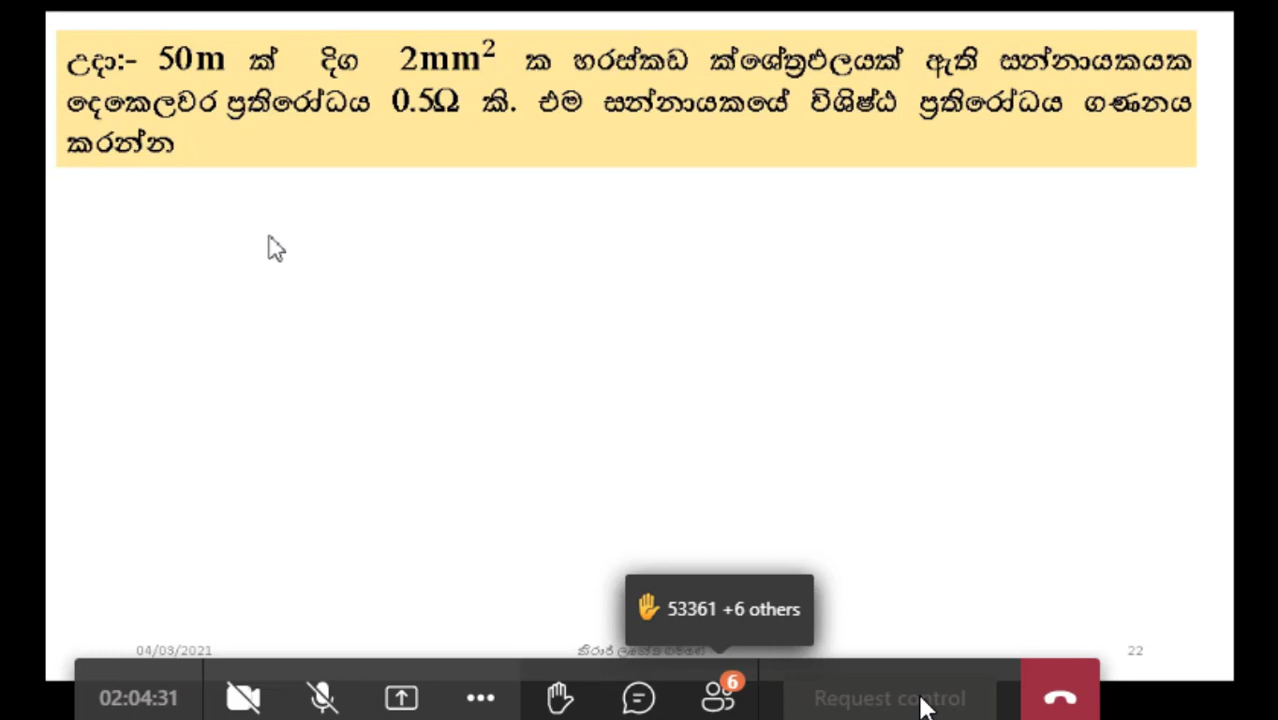 උදා:- 50m ක් දිග 2mm² ක හරස්කඩ ක්ශේත්‍රඵලයක් ඇති සන්නායකයක
දෙකෙලවර ප්‍රතිරෝධය 0.5Ω කි. එම සන්නායකයේ විශිෂ්ඨ ප්‍රතිරෝධය ගණනය
කරන්න
53361 +6 others
04/03/2021
22
02:04:31
6
Request control